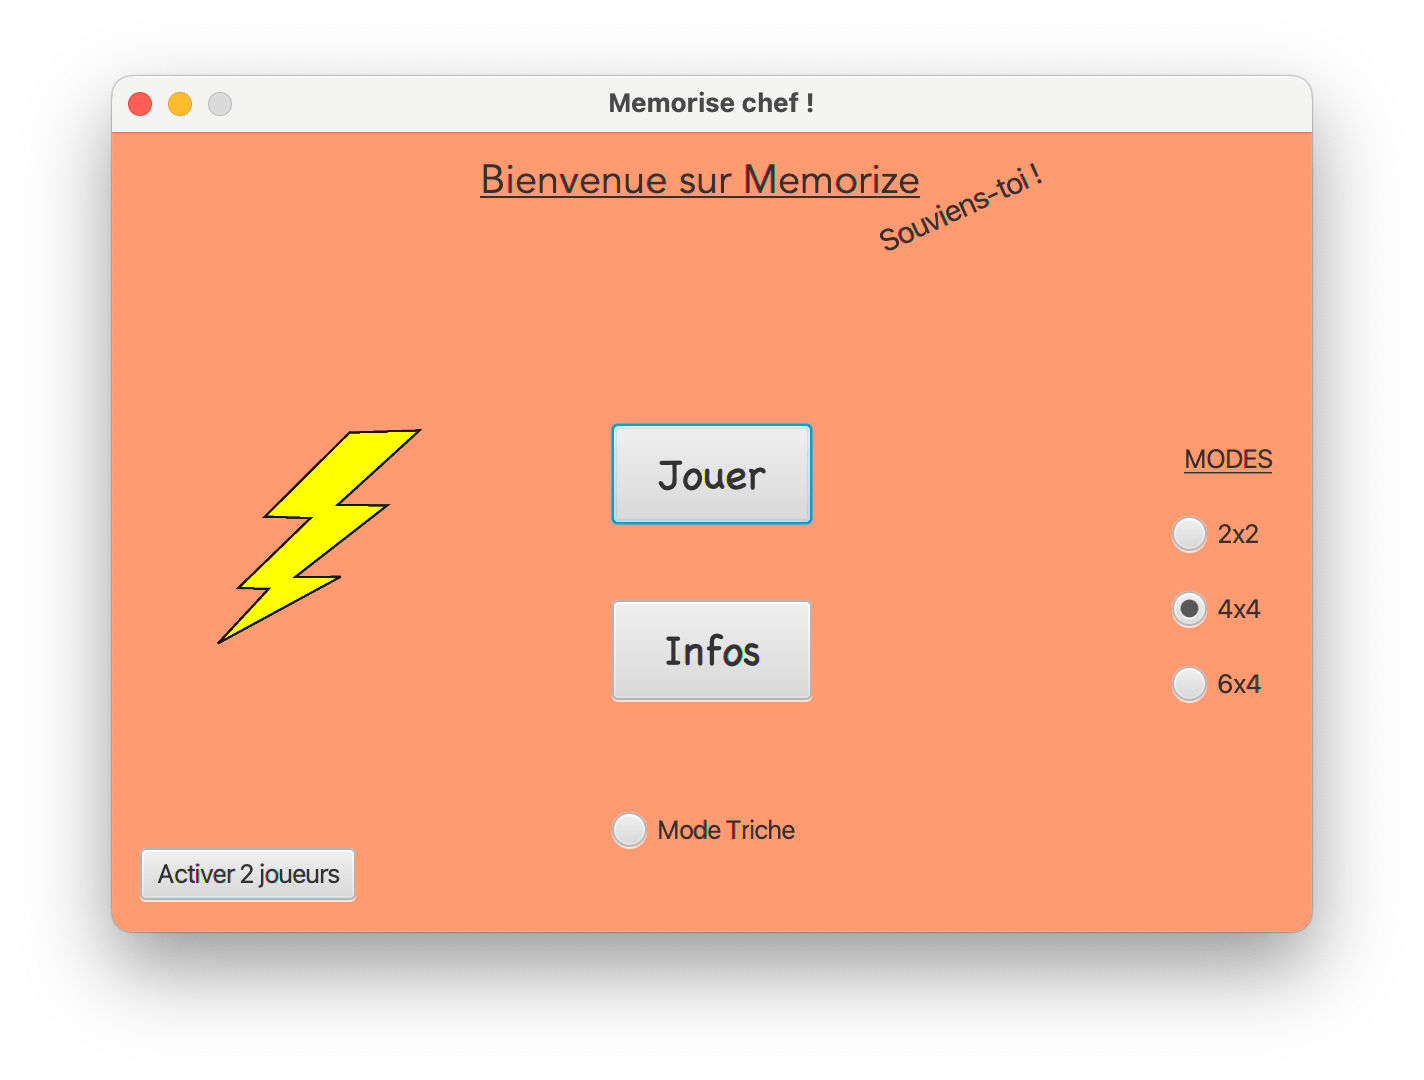 Memorise chef !
Bienvenue sur Memorize
Souviens-toi !
Jouer
Infos
MODES
2x2
4x4
6x4
Mode Triche
Activer 2 joueurs